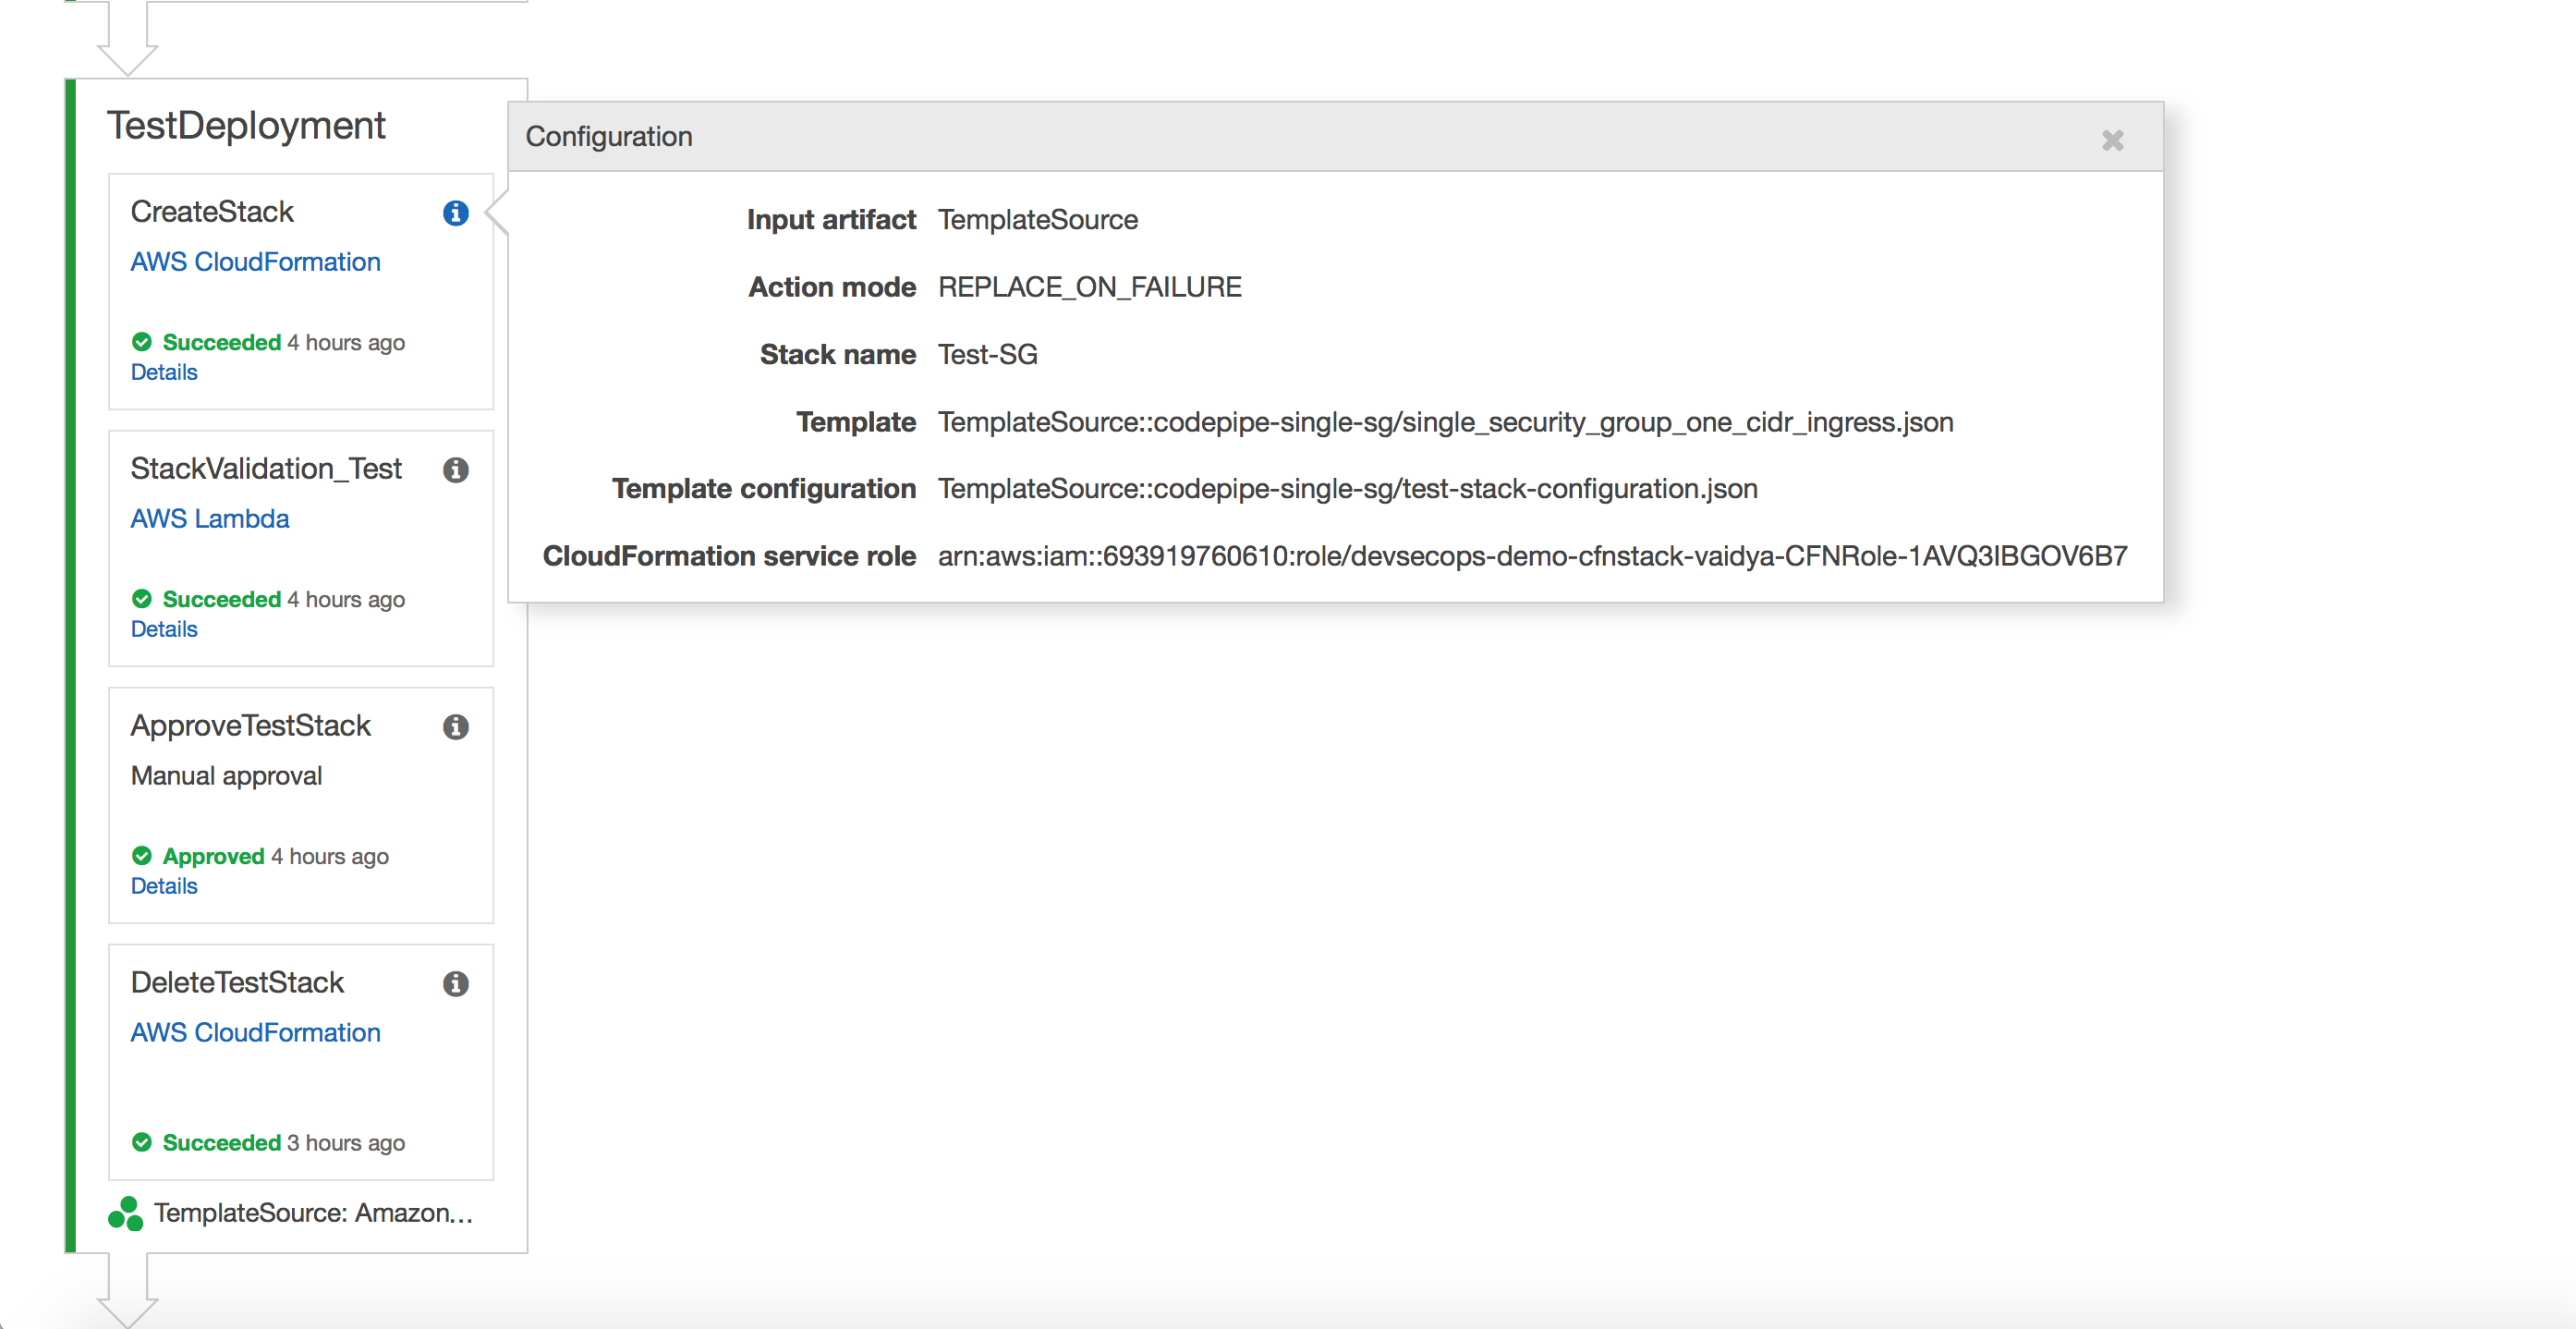 TestDeployment
CreateStack
AWS CloudFormation
Succeeded 4 hours ago
Details
StackValidation_Test
AWS Lambda
Succeeded 4 hours ago
Details
ApproveTestStack
Manual approval
Approved 4 hours ago
Details
DeleteTestStack
AWS CloudFormation
Succeeded 3 hours ago
TemplateSource: Amazon...
Configuration
Input artifact TemplateSource
Action mode REPLACE_ON_FAILURE
Stack name Test-SG
Template TemplateSource::codepipe-single-sg/single_security_group_one_cidr_ingress.json
Template configuration TemplateSource::codepipe-single-sg/test-stack-configuration.json
CloudFormation service role arn:aws:iam::693919760610:role/devsecops-demo-cfnstack-vaidya-CFNRole-1AVQ3IBGOV6B7